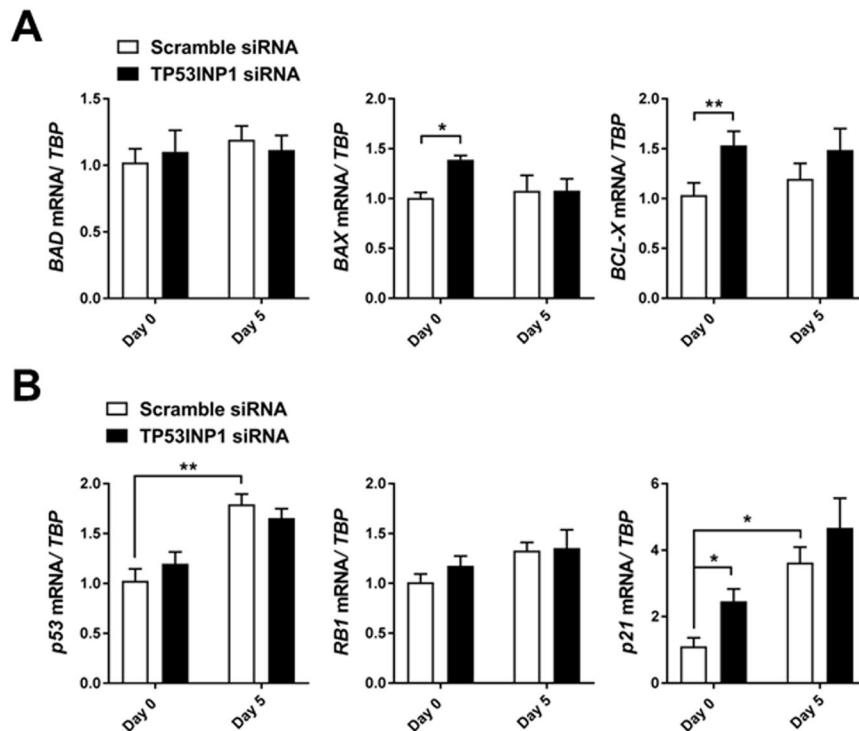 A
Scramble siRNA
TP53INP1 siRNA
BAD mRNA/ TBP
1.5
1.0
0.5
0.0
Day 0
Day 5
BAX mRNA/ TBP
2.0
1.5
1.0
0.5
0.0
*
Day 0
Day 5
BCL-X mRNA/ TBP
2.0
1.5
1.0
0.5
0.0
**
Day 0
Day 5
B
Scramble siRNA
TP53INP1 siRNA
p53 mRNA/ TBP
2.0
1.5
1.0
0.5
0.0
**
Day 0
Day 5
RB1 mRNA/ TBP
2.0
1.5
1.0
0.5
0.0
Day 0
Day 5
p21 mRNA/ TBP
6
4
2
0
*
*
Day 0
Day 5